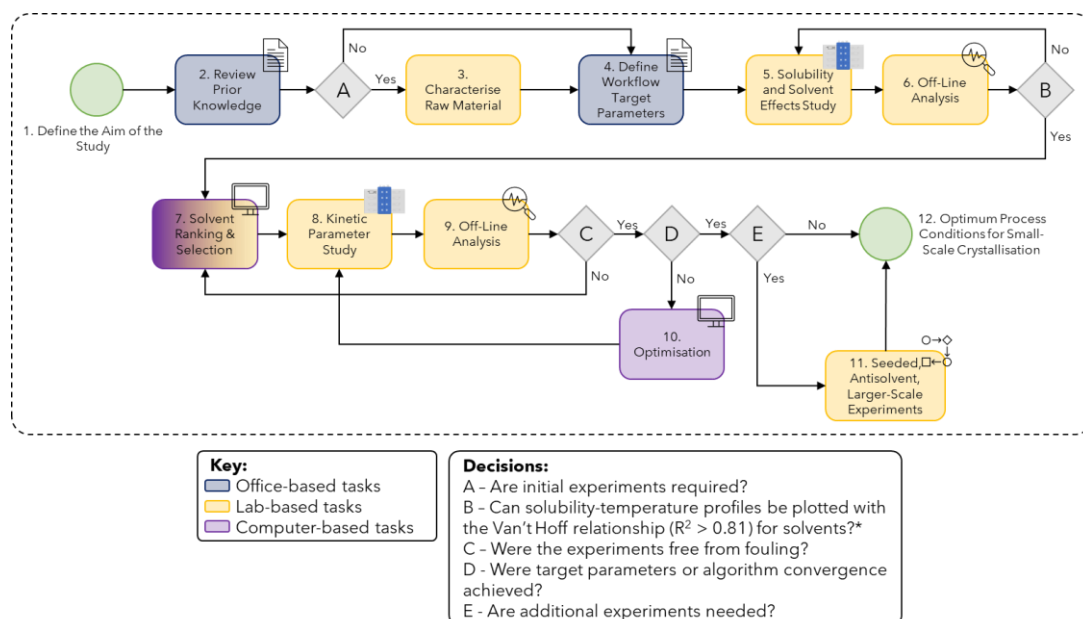 No
2. Review
Prior
Knowledge
A
Yes
3.
Characterise
Raw Material
4. Define
Workflow
Target
Parameters
5. Solubility
and Solvent
Effects Study
6. Off-Line
Analysis
No
B
Yes
1. Define the Aim of the
Study
7. Solvent
Ranking &
Selection
8. Kinetic
Parameter
Study
9. Off-Line
Analysis
C
Yes
No
D
Yes
No
E
No
Yes
12. Optimum Process
Conditions for Small-
Scale Crystallisation
10.
Optimisation
11. Seeded,
Antisolvent,
Larger-Scale
Experiments
Key:
Office-based tasks
Lab-based tasks
Computer-based tasks
Decisions:
A – Are initial experiments required?
B – Can solubility-temperature profiles be plotted with
the Van't Hoff relationship (R² > 0.81) for solvents?*
C – Were the experiments free from fouling?
D – Were target parameters or algorithm convergence
achieved?
E - Are additional experiments needed?